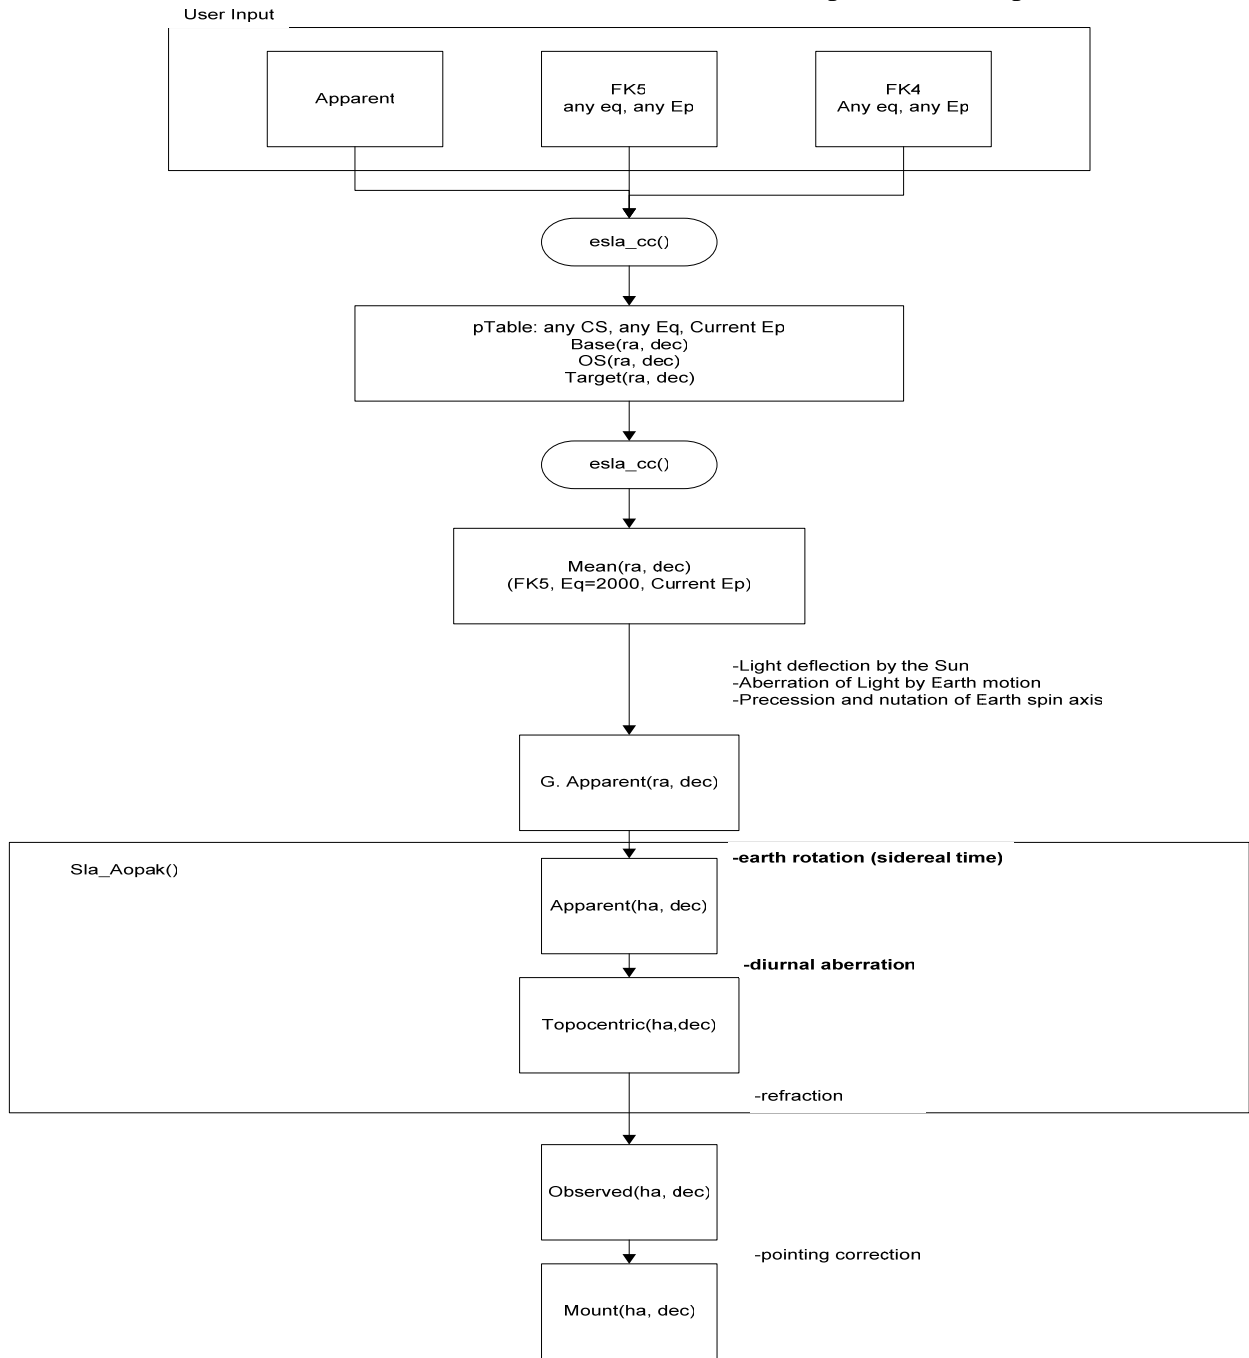 User Input
Apparent
FK5
any eq, any Ep
FK4
Any eq, any Ep
esla_cc()
pTable: any CS, any Eq, Current Ep
Base(ra, dec)
OS(ra, dec)
Target(ra, dec)
esla_cc()
Mean(ra, dec)
(FK5, Eq=2000, Current Ep)
-Light deflection by the Sun
-Aberration of Light by Earth motion
-Precession and nutation of Earth spin axis
G. Apparent(ra, dec)
Sla_Aopak()
-earth rotation (sidereal time)
Apparent(ha, dec)
-diurnal aberration
Topocentric(ha,dec)
-refraction
Observed(ha, dec)
-pointing correction
Mount(ha, dec)